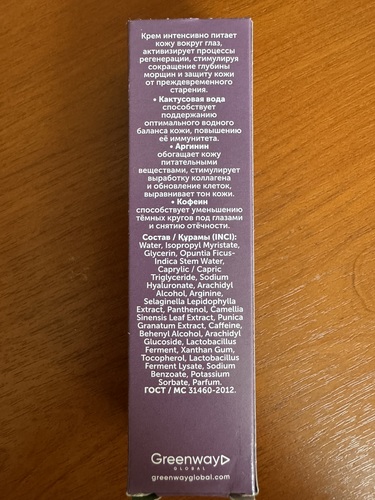 Крем интенсивно питает
кожу вокруг глаз,
активизирует процессы
регенерации, стимулируя
сокращение глубины
морщин и защиту кожи
от преждевременного
старения.
• Кактусовая вода
способствует
поддержанию
оптимального водного
баланса кожи, повышению
её иммунитета.
• Аргинин
обогащает кожу
питательными
веществами, стимулирует
выработку коллагена
и обновление клеток,
выравнивает тон кожи.
• Кофеин
способствует уменьшению
тёмных кругов под глазами
и снятию отёчности.
Состав / Құрамы (INCI):
Water, Isopropyl Myristate,
Glycerin, Opuntia Ficus-
Indica Stem Water,
Caprylic / Capric
Triglyceride, Sodium
Hyaluronate, Arachidyl
Alcohol, Arginine,
Selaginella Lepidophylla
Extract, Panthenol, Camellia
Sinensis Leaf Extract, Punica
Granatum Extract, Caffeine,
Behenyl Alcohol, Arachidyl
Glucoside, Lactobacillus
Ferment, Xanthan Gum,
Tocopherol, Lactobacillus
Ferment Lysate, Sodium
Benzoate, Potassium
Sorbate, Parfum.
ГОСТ / МС 31460-2012.
Greenway
GLOBAL
greenwayglobal.com